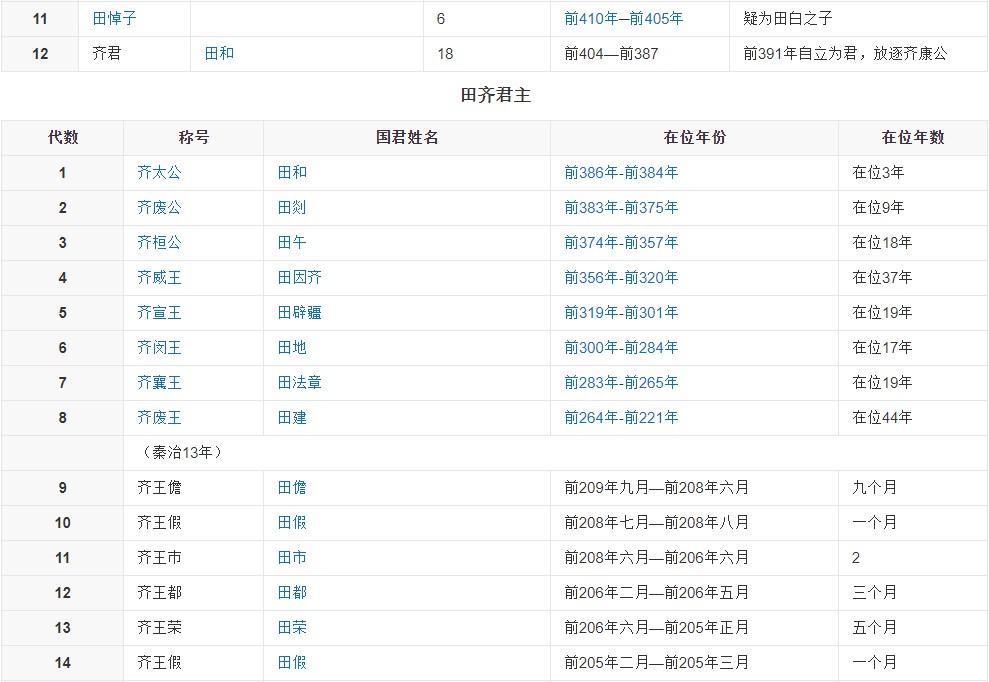 11 田悼子 6 前410年─前405年 疑为田白之子
12 齐君 田和 18 前404—前387 前391年自立为君，放逐齐康公
田齐君主
代数 称号 国君姓名 在位年份 在位年数
1 齐太公 田和 前386年-前384年 在位3年
2 齐废公 田剡 前383年-前375年 在位9年
3 齐桓公 田午 前374年-前357年 在位18年
4 齐威王 田因齐 前356年-前320年 在位37年
5 齐宣王 田辟疆 前319年-前301年 在位19年
6 齐闵王 田地 前300年-前284年 在位17年
7 齐襄王 田法章 前283年-前265年 在位19年
8 齐废王 田建 前264年-前221年 在位44年
（秦治13年）
9 齐王儋 田儋 前209年九月—前208年六月 九个月
10 齐王假 田假 前208年七月—前208年八月 一个月
11 齐王市 田市 前208年六月—前206年六月 2
12 齐王都 田都 前206年二月—前206年五月 三个月
13 齐王荣 田荣 前206年六月—前205年正月 五个月
14 齐王假 田假 前205年二月—前205年三月 一个月